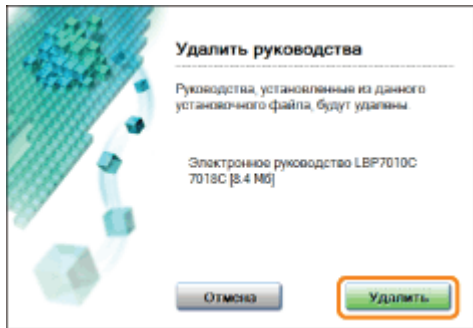 Удалить руководства
Руководства, установленные из данного
установочного файла, будут удалены.
Электронное руководство LBP7010C
7018C [8.4 Мб]
Отмена
Удалить